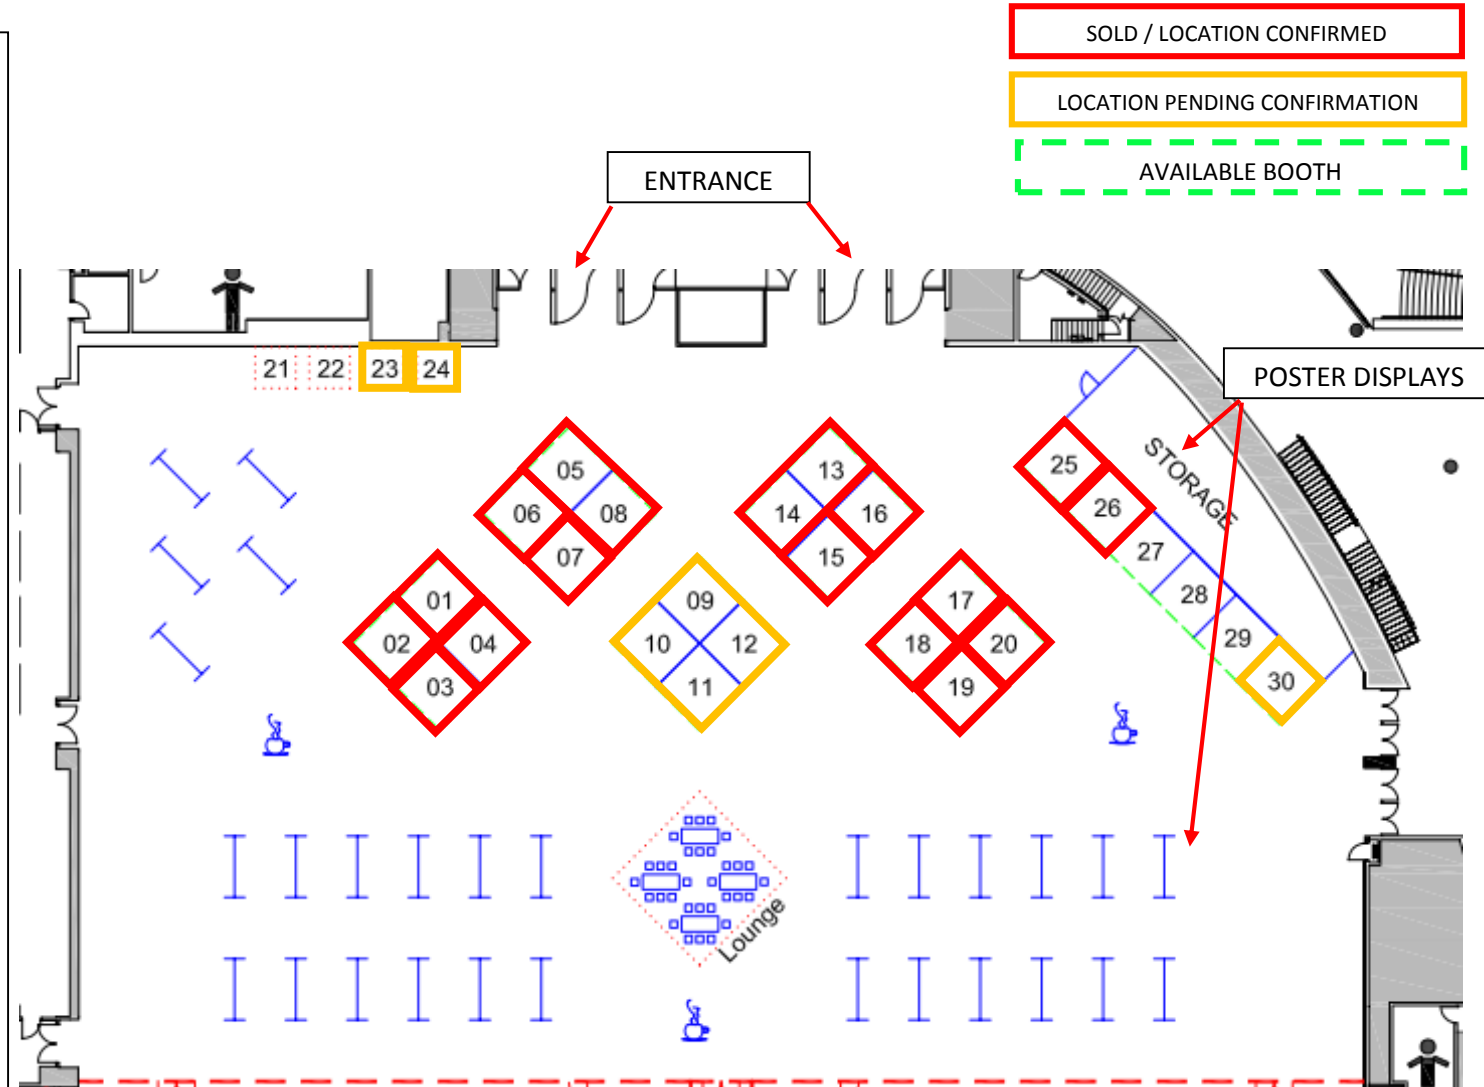 SOLD / LOCATION CONFIRMED
LOCATION PENDING CONFIRMATION
AVAILABLE BOOTH
ENTRANCE
POSTER DISPLAYS
21 22 23 24
05
06 08
07
13
14 16
15
25
26
27
28
29
30
STORAGE
01
02 04
03
09
10 12
11
17
18 20
19
Lounge